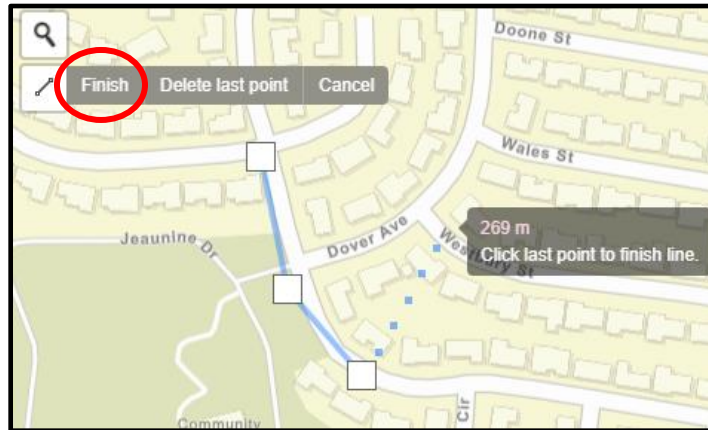 Doone St
Finish Delete last point Cancel
Wales St
269 m
Click last point to finish line.
Jeaunine Dr
Dover Ave
Westbury St
Community
Cir